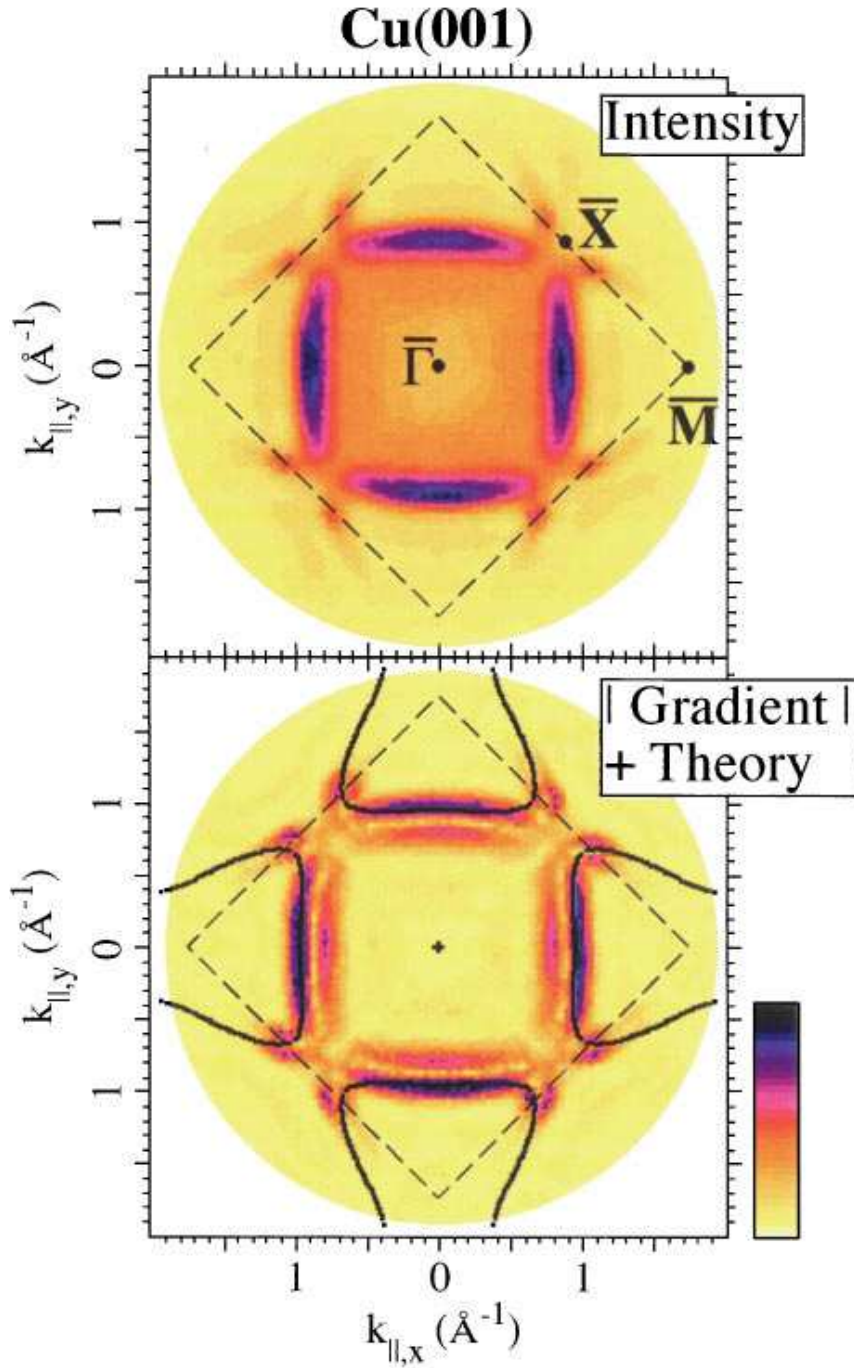 Cu(001)
Intensity
X̅
Γ̅
M̅
k||,y (Å⁻¹)
1
0
1
| Gradient |
+ Theory
k||,y (Å⁻¹)
1
0
1
1 0 1
k||,x (Å⁻¹)